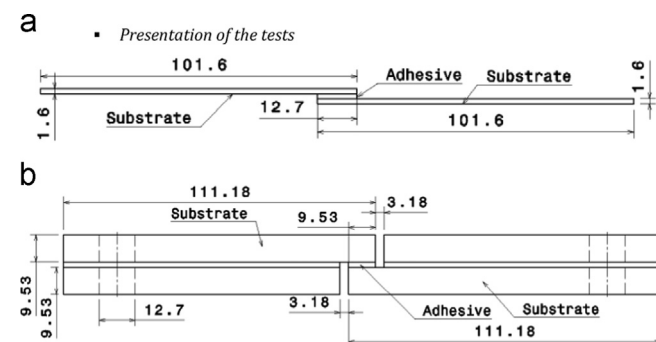 a
▪ Presentation of the tests
101.6
Adhesive
Substrate
1.6
Substrate
12.7
1.6
101.6
b
111.18
3.18
Substrate
9.53
9.53
9.53
12.7
3.18
Adhesive
Substrate
111.18